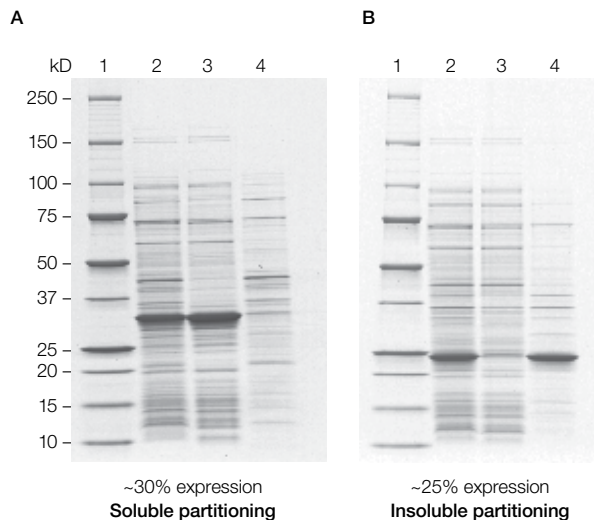 A
B
kD 1 2 3 4
1 2 3 4
250
150
100
75
50
37
25
20
15
10
~30% expression
Soluble partitioning
~25% expression
Insoluble partitioning